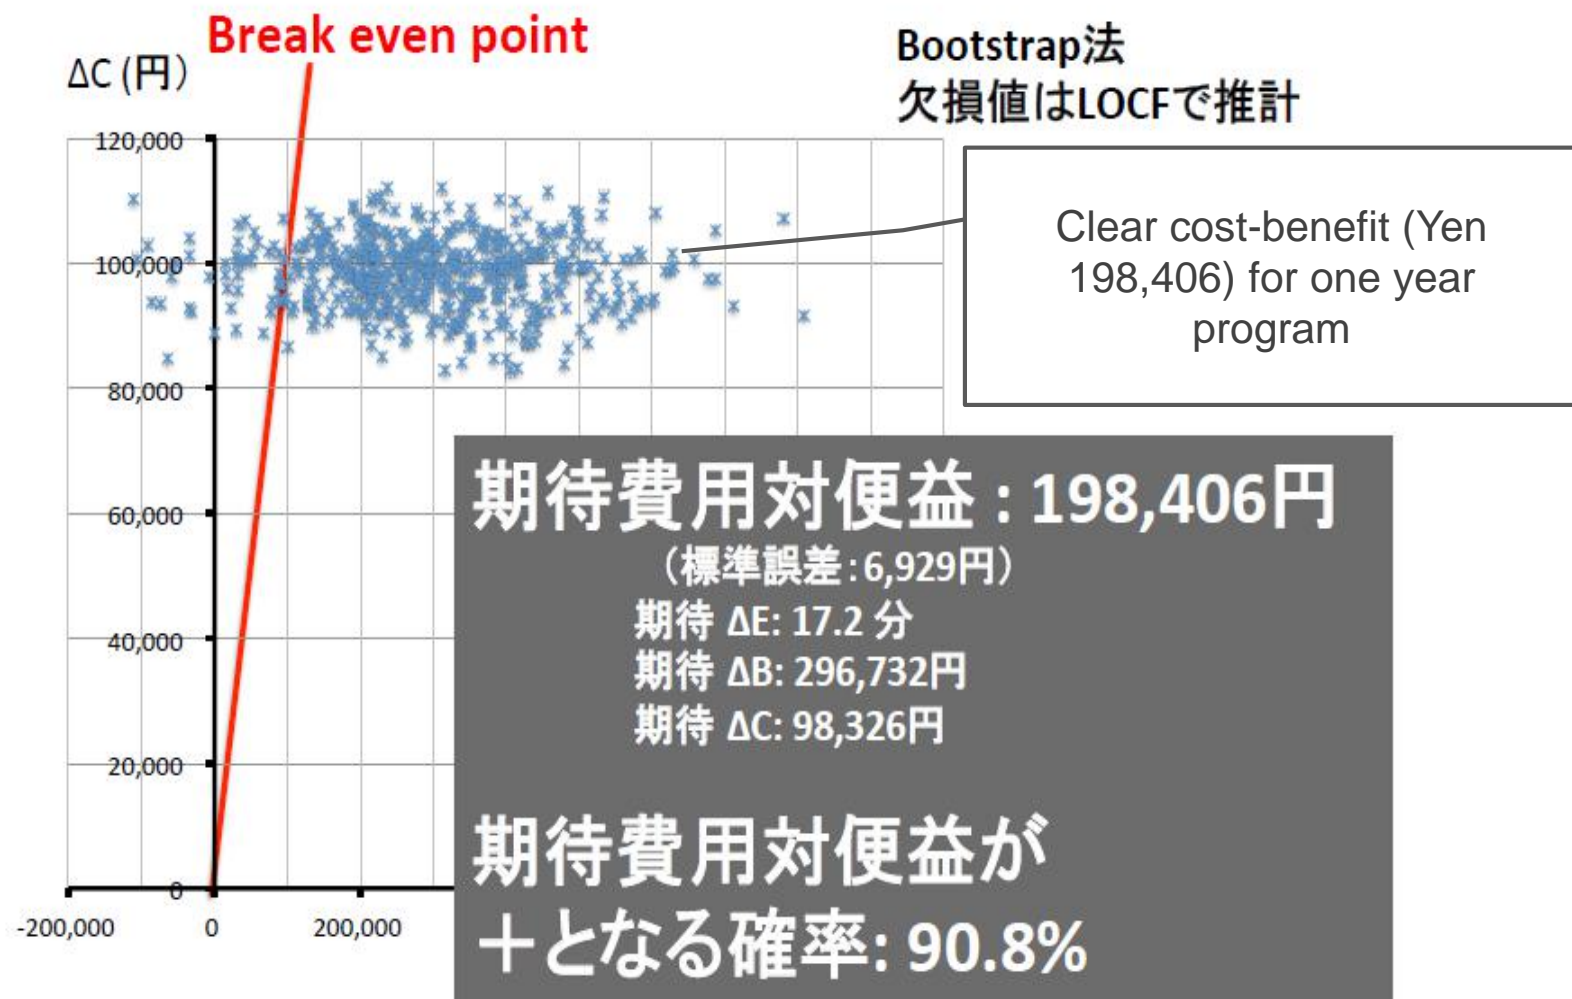 Break even point
ΔC (円)
Bootstrap法
欠損値はLOCFで推計
120,000
100,000
80,000
60,000
40,000
20,000
0
-200,000
0
200,000
Clear cost-benefit (Yen
198,406) for one year
program
期待費用対便益 : 198,406円
（標準誤差 : 6,929円）
期待 ΔE: 17.2 分
期待 ΔB: 296,732円
期待 ΔC: 98,326円
期待費用対便益が
＋となる確率: 90.8%